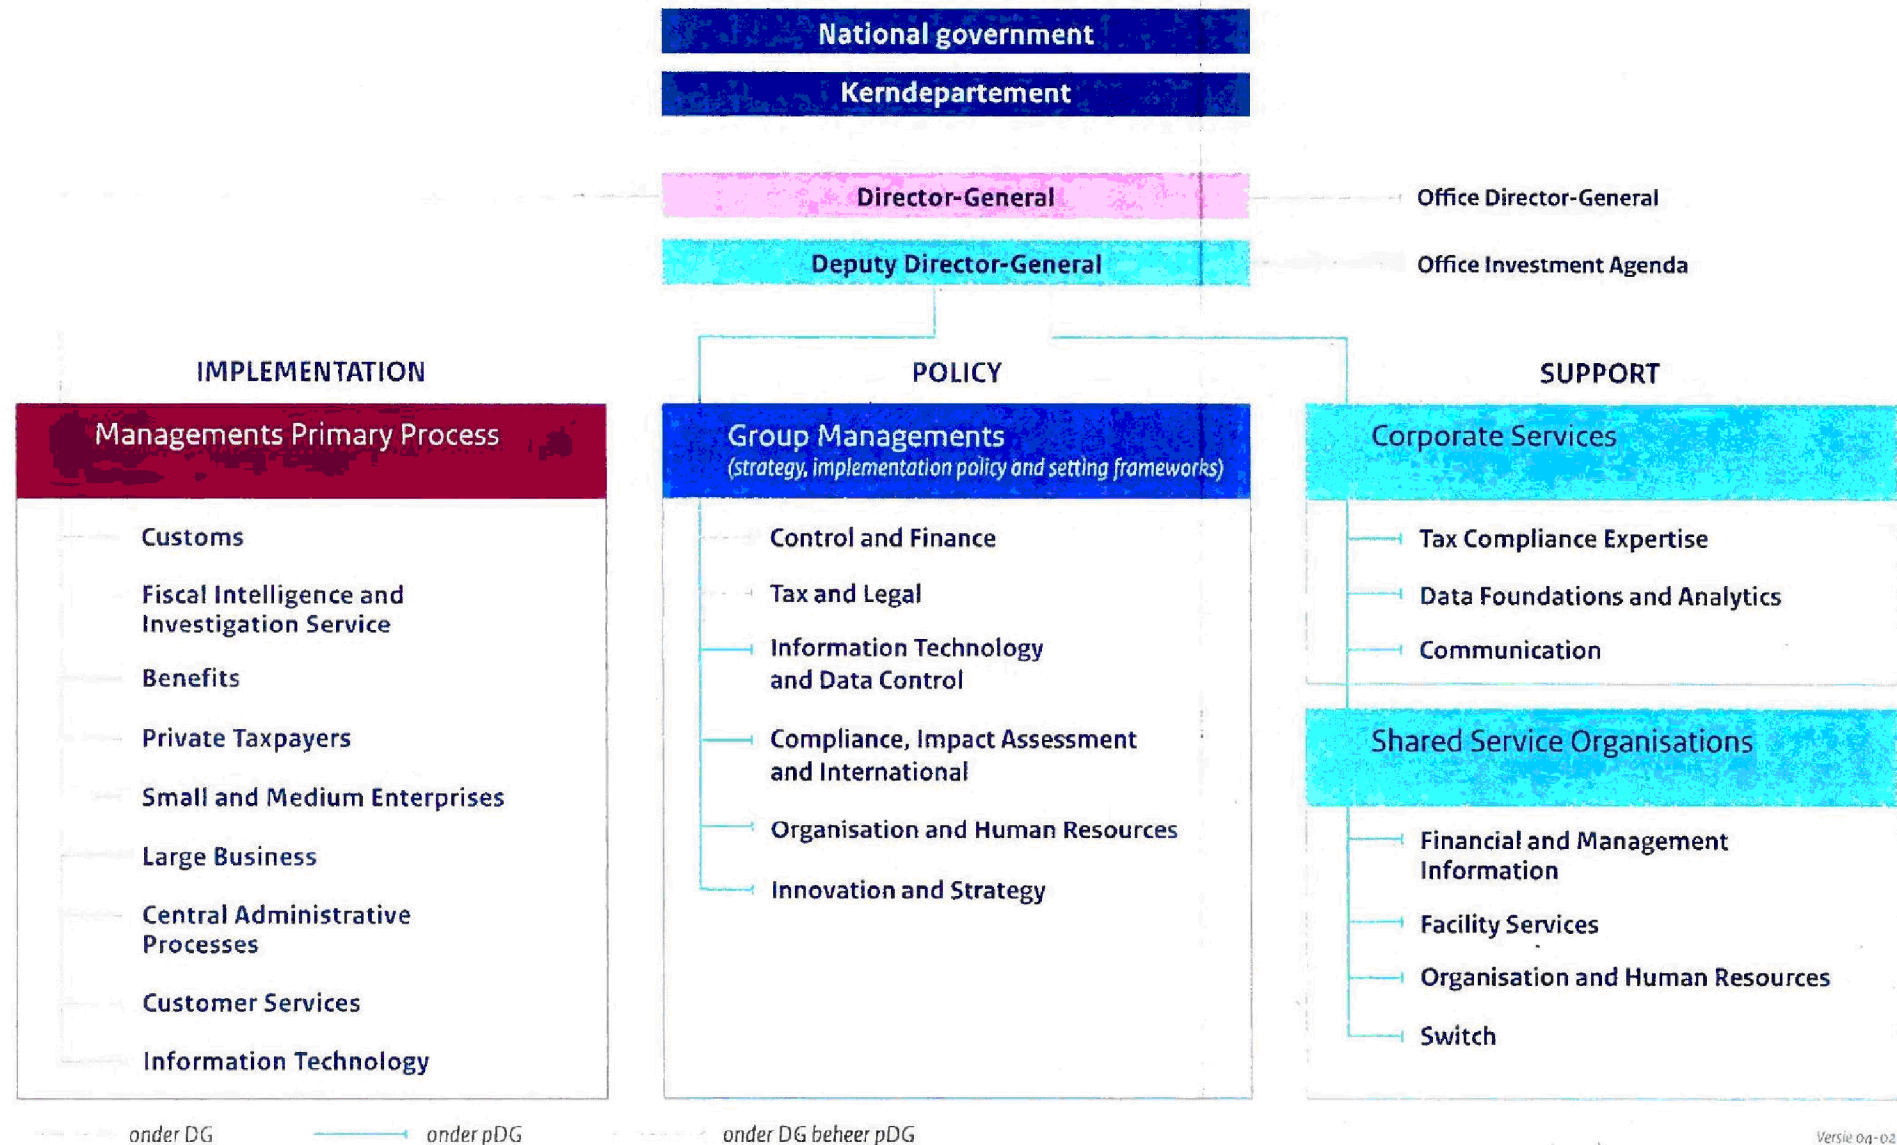 National government
Kerndepartement
Director-General
Office Director-General
Deputy Director-General
Office Investment Agenda
IMPLEMENTATION
Managements Primary Process
Customs
Fiscal Intelligence and
Investigation Service
Benefits
Private Taxpayers
Small and Medium Enterprises
Large Business
Central Administrative
Processes
Customer Services
Information Technology
POLICY
Group Managements
(strategy, implementation policy and setting frameworks)
Control and Finance
Tax and Legal
Information Technology
and Data Control
Compliance, Impact Assessment
and International
Organisation and Human Resources
Innovation and Strategy
SUPPORT
Corporate Services
Tax Compliance Expertise
Data Foundations and Analytics
Communication
Shared Service Organisations
Financial and Management
Information
Facility Services
Organisation and Human Resources
Switch
onder DG
onder pDG
onder DG beheer pDG
Versie 04-02